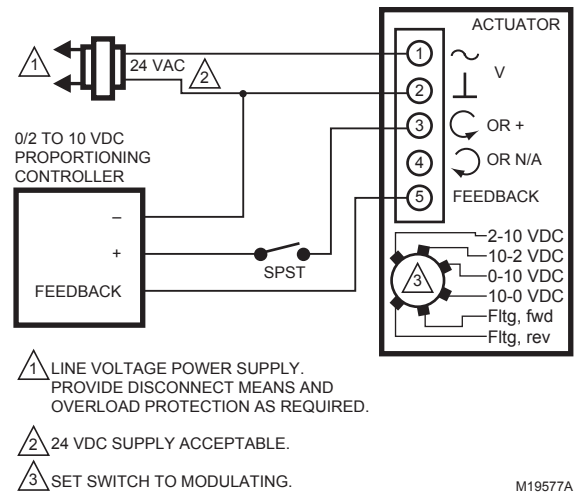 ACTUATOR
1
24 VAC
2
1
V
2
0/2 TO 10 VDC
PROPORTIONING
CONTROLLER
3
OR +
4
OR N/A
5
FEEDBACK
–
+
SPST
FEEDBACK
2-10 VDC
10-2 VDC
0-10 VDC
10-0 VDC
Fltg, fwd
Fltg, rev
3
1 LINE VOLTAGE POWER SUPPLY.
PROVIDE DISCONNECT MEANS AND
OVERLOAD PROTECTION AS REQUIRED.
2 24 VDC SUPPLY ACCEPTABLE.
3 SET SWITCH TO MODULATING.
M19577A